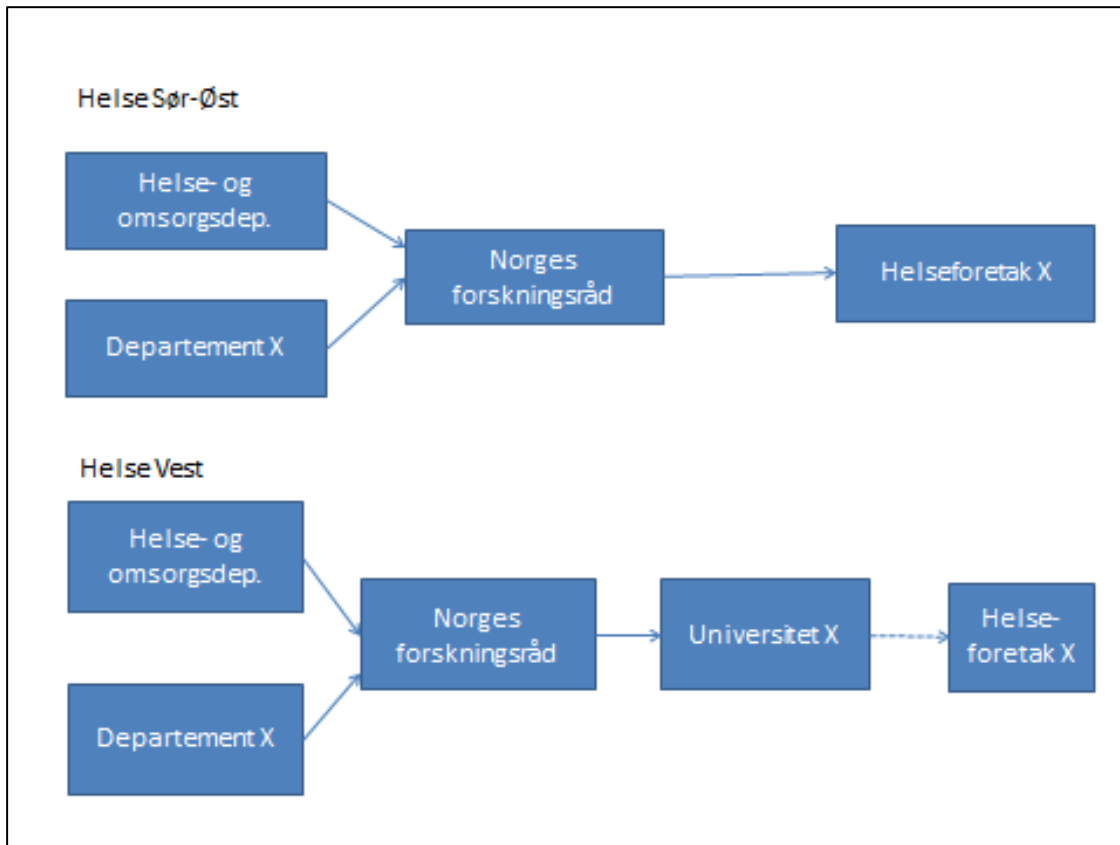 Helse Sør-Øst
Helse- og
omsorgsdep.
Departement X
Norges
forskningsråd
Helseforetak X
Helse Vest
Helse- og
omsorgsdep.
Departement X
Norges
forskningsråd
Universitet X
Helse-
foretak X